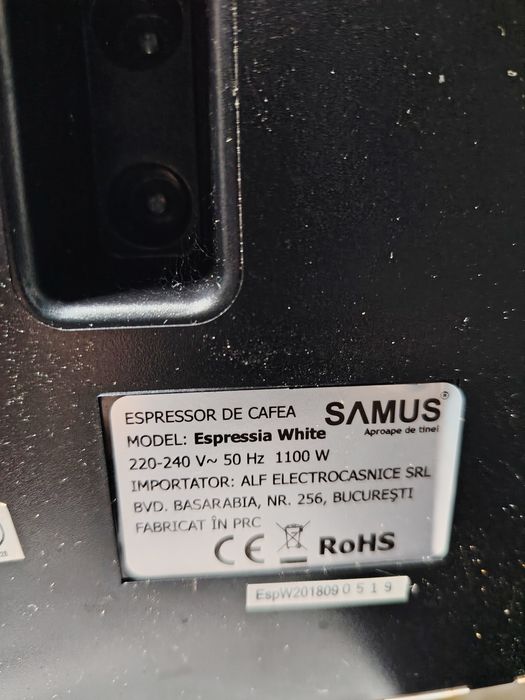 ESPRESSOR DE CAFEA
SAMUS®
Aproape de tine!
MODEL: Espressia White
220-240 V~ 50 Hz 1100 W
IMPORTATOR: ALF ELECTROCASNICE SRL
BVD. BASARABIA, NR. 256, BUCUREȘTI
FABRICAT ÎN PRC
CE RoHS
EspW201809 0 5 1 9